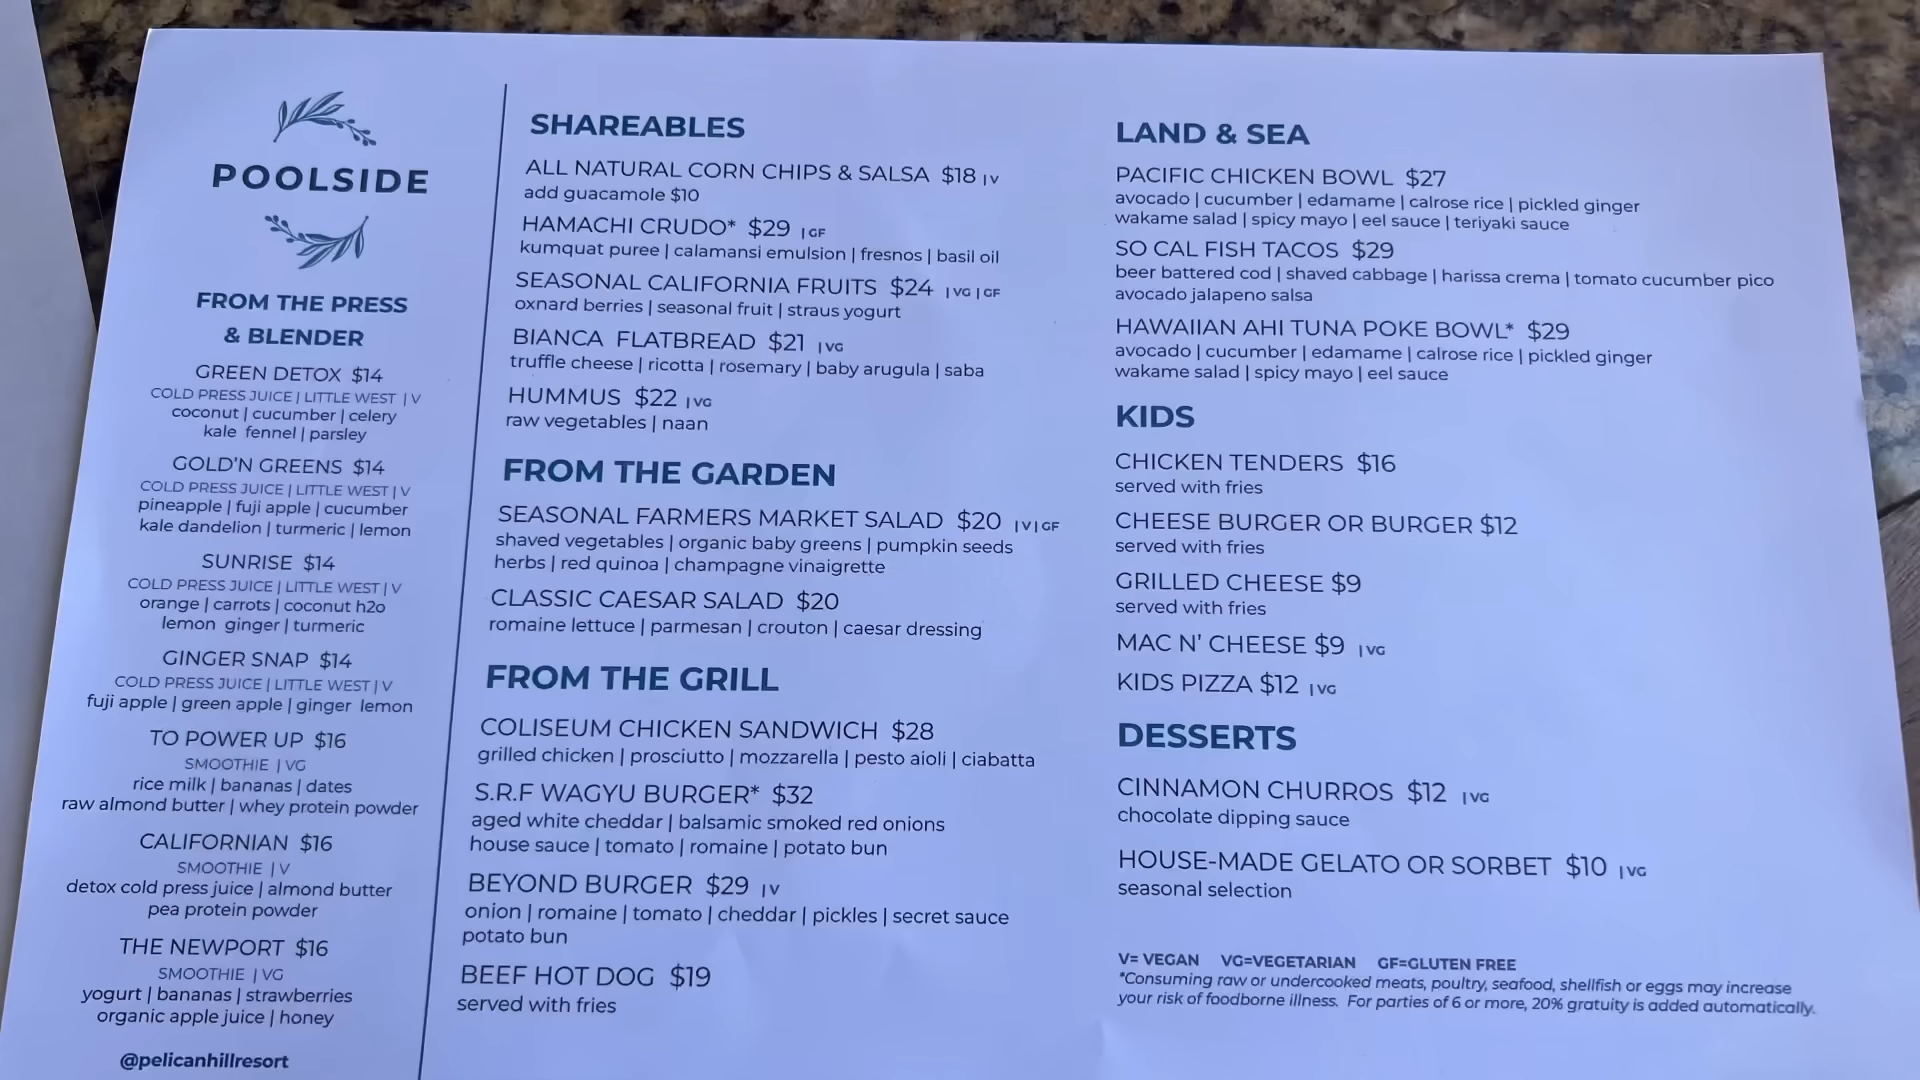 POOLSIDE
FROM THE PRESS
& BLENDER
GREEN DETOX $14
COLD PRESS JUICE | LITTLE WEST | V
coconut | cucumber | celery
kale fennel | parsley
GOLD'N GREENS $14
COLD PRESS JUICE | LITTLE WEST | V
pineapple | fuji apple | cucumber
kale dandelion | turmeric | lemon
SUNRISE $14
COLD PRESS JUICE | LITTLE WEST | V
orange | carrots | coconut h2o
lemon ginger | turmeric
GINGER SNAP $14
COLD PRESS JUICE | LITTLE WEST | V
fuji apple | green apple | ginger lemon
TO POWER UP $16
SMOOTHIE | VG
rice milk | bananas | dates
raw almond butter | whey protein powder
CALIFORNIAN $16
SMOOTHIE | V
detox cold press juice | almond butter
pea protein powder
THE NEWPORT $16
SMOOTHIE | VG
yogurt | bananas | strawberries
organic apple juice | honey
@pelicanhillresort
SHAREABLES
ALL NATURAL CORN CHIPS & SALSA $18 | V
add guacamole $10
HAMACHI CRUDO* $29 | GF
kumquat puree | calamansi emulsion | fresnos | basil oil
SEASONAL CALIFORNIA FRUITS $24 | VG | GF
oxnard berries | seasonal fruit | straus yogurt
BIANCA FLATBREAD $21 | VG
truffle cheese | ricotta | rosemary | baby arugula | saba
HUMMUS $22 | VG
raw vegetables | naan
FROM THE GARDEN
SEASONAL FARMERS MARKET SALAD $20 | V | GF
shaved vegetables | organic baby greens | pumpkin seeds
herbs | red quinoa | champagne vinaigrette
CLASSIC CAESAR SALAD $20
romaine lettuce | parmesan | crouton | caesar dressing
FROM THE GRILL
COLISEUM CHICKEN SANDWICH $28
grilled chicken | prosciutto | mozzarella | pesto aioli | ciabatta
S.R.F WAGYU BURGER* $32
aged white cheddar | balsamic smoked red onions
house sauce | tomato | romaine | potato bun
BEYOND BURGER $29 | V
onion | romaine | tomato | cheddar | pickles | secret sauce
potato bun
BEEF HOT DOG $19
served with fries
LAND & SEA
PACIFIC CHICKEN BOWL $27
avocado | cucumber | edamame | calrose rice | pickled ginger
wakame salad | spicy mayo | eel sauce | teriyaki sauce
SO CAL FISH TACOS $29
beer battered cod | shaved cabbage | harissa crema | tomato cucumber pico
avocado jalapeno salsa
HAWAIIAN AHI TUNA POKE BOWL* $29
avocado | cucumber | edamame | calrose rice | pickled ginger
wakame salad | spicy mayo | eel sauce
KIDS
CHICKEN TENDERS $16
served with fries
CHEESE BURGER OR BURGER $12
served with fries
GRILLED CHEESE $9
served with fries
MAC N' CHEESE $9 | VG
KIDS PIZZA $12 | VG
DESSERTS
CINNAMON CHURROS $12 | VG
chocolate dipping sauce
HOUSE-MADE GELATO OR SORBET $10 | VG
seasonal selection
V= VEGAN VG=VEGETARIAN GF=GLUTEN FREE
*Consuming raw or undercooked meats, poultry, seafood, shellfish or eggs may increase
your risk of foodborne illness. For parties of 6 or more, 20% gratuity is added automatically.